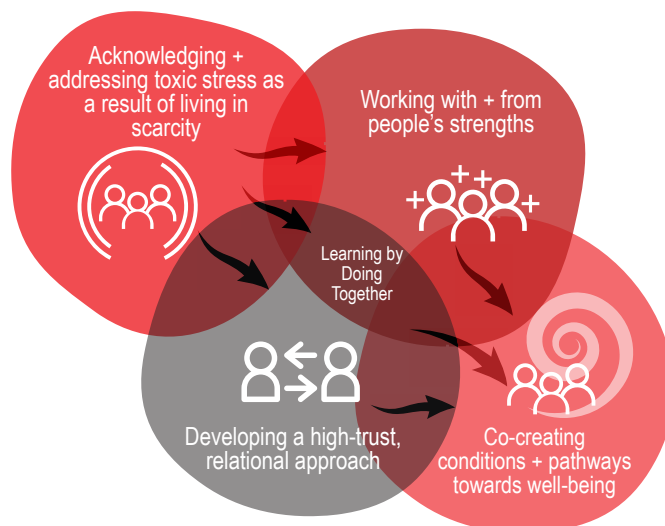 Acknowledging +
addressing toxic stress as
a result of living in
scarcity
Working with + from
people's strengths
Learning by
Doing
Together
Developing a high-trust,
relational approach
Co-creating
conditions + pathways
towards well-being